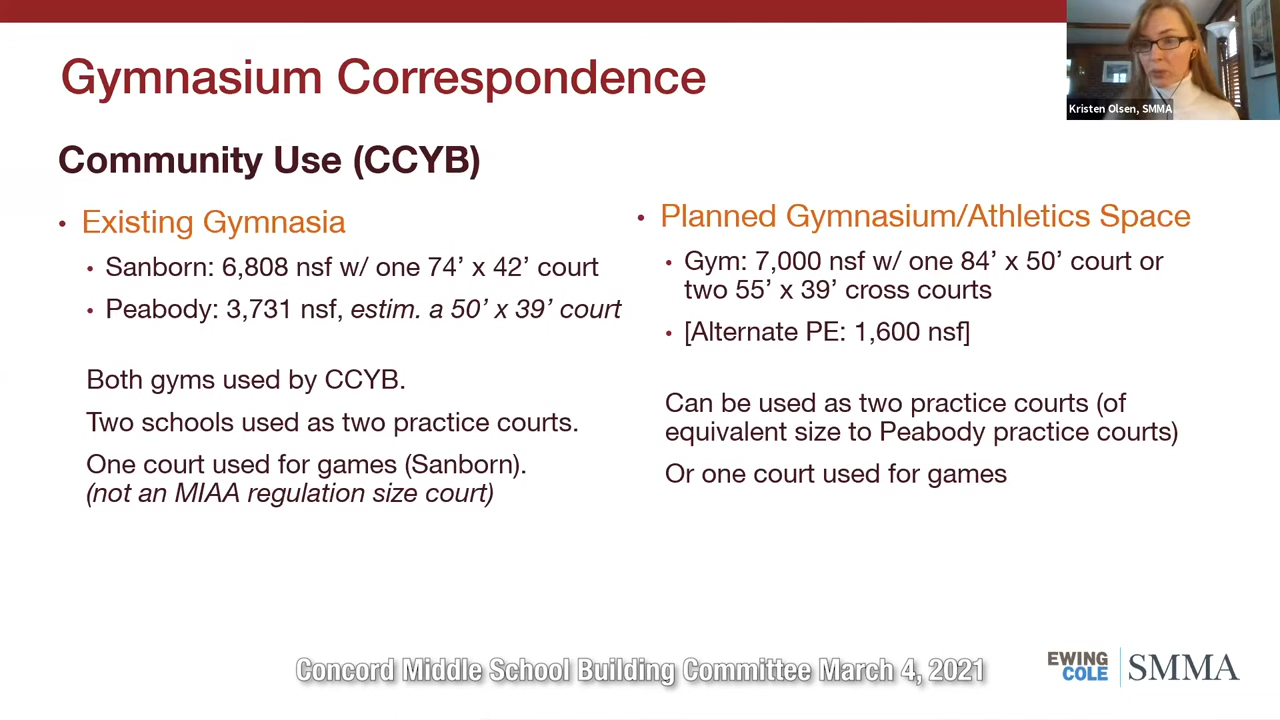 Gymnasium Correspondence
Kristen Olsen, SMMA
Community Use (CCYB)
• Existing Gymnasia
• Sanborn: 6,808 nsf w/ one 74’ x 42’ court
• Peabody: 3,731 nsf, estim. a 50’ x 39’ court
Both gyms used by CCYB.
Two schools used as two practice courts.
One court used for games (Sanborn).
(not an MIAA regulation size court)
• Planned Gymnasium/Athletics Space
• Gym: 7,000 nsf w/ one 84’ x 50’ court or
two 55’ x 39’ cross courts
• [Alternate PE: 1,600 nsf]
Can be used as two practice courts (of
equivalent size to Peabody practice courts)
Or one court used for games
Concord Middle School Building Committee March 4, 2021
EWING
COLE
SMMA